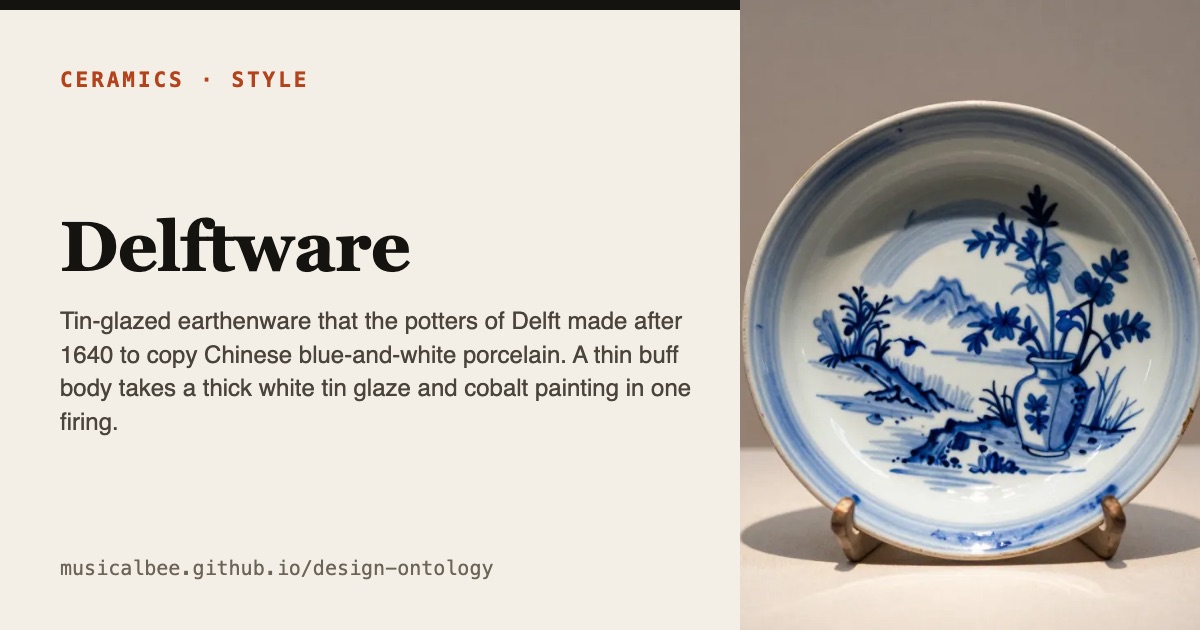 CERAMICS · STYLE
Delftware
Tin-glazed earthenware that the potters of Delft made after
1640 to copy Chinese blue-and-white porcelain. A thin buff
body takes a thick white tin glaze and cobalt painting in one
firing.
musicalbee.github.io/design-ontology